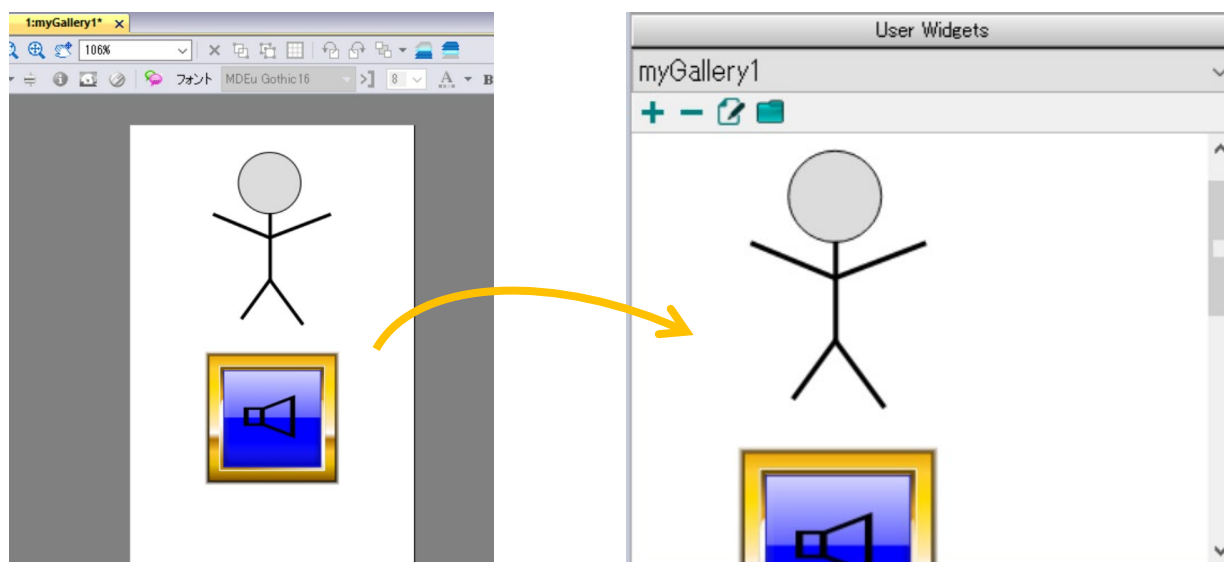 1:myGallery1* x
106%
フォント MDEu Gothic16 8 A B
User Widgets
myGallery1